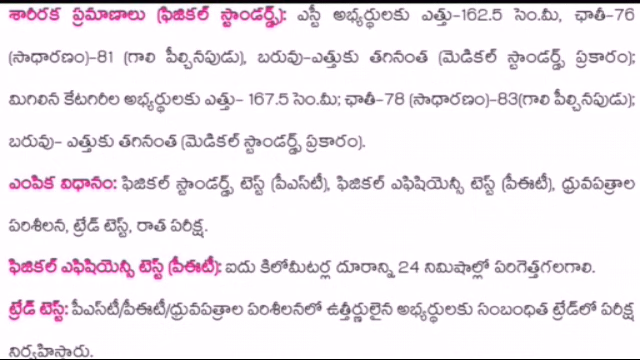 శారీరక ప్రమాణాలు (ఫిజికల్ స్టాండర్డ్స్): ఎస్టీ అభ్యర్థులకు ఎత్తు-162.5 సెం.మీ, ఛాతీ-76
(సాధారణం)-81 (గాలి పీల్చినపుడు), బరువు-ఎత్తుకు తగినంత (మెడికల్ స్టాండర్డ్స్ ప్రకారం);
మిగిలిన కేటగిరీల అభ్యర్థులకు ఎత్తు- 167.5 సెం.మీ; ఛాతీ-78 (సాధారణం)-83(గాలి పీల్చినపుడు);
బరువు- ఎత్తుకు తగినంత (మెడికల్ స్టాండర్డ్స్ ప్రకారం).
ఎంపిక విధానం: ఫిజికల్ స్టాండర్డ్స్ టెస్ట్ (పీఎస్‌టీ), ఫిజికల్ ఎఫిషియెన్సి టెస్ట్ (పీఈటీ), ధ్రువపత్రాల
పరిశీలన, ట్రేడ్ టెస్ట్, రాత పరీక్ష.
ఫిజికల్ ఎఫిషియెన్సి టెస్ట్ (పీఈటీ): ఐదు కిలోమీటర్ల దూరాన్ని 24 నిమిషాల్లో పరిగెత్తగలగాలి.
ట్రేడ్ టెస్ట్: పీఎస్‌టీ/పీఈటీ/ధ్రువపత్రాల పరిశీలనలో ఉత్తీర్ణులైన అభ్యర్థులకు సంబంధిత ట్రేడ్‌లో పరీక్ష
నిర్వహిస్తారు.